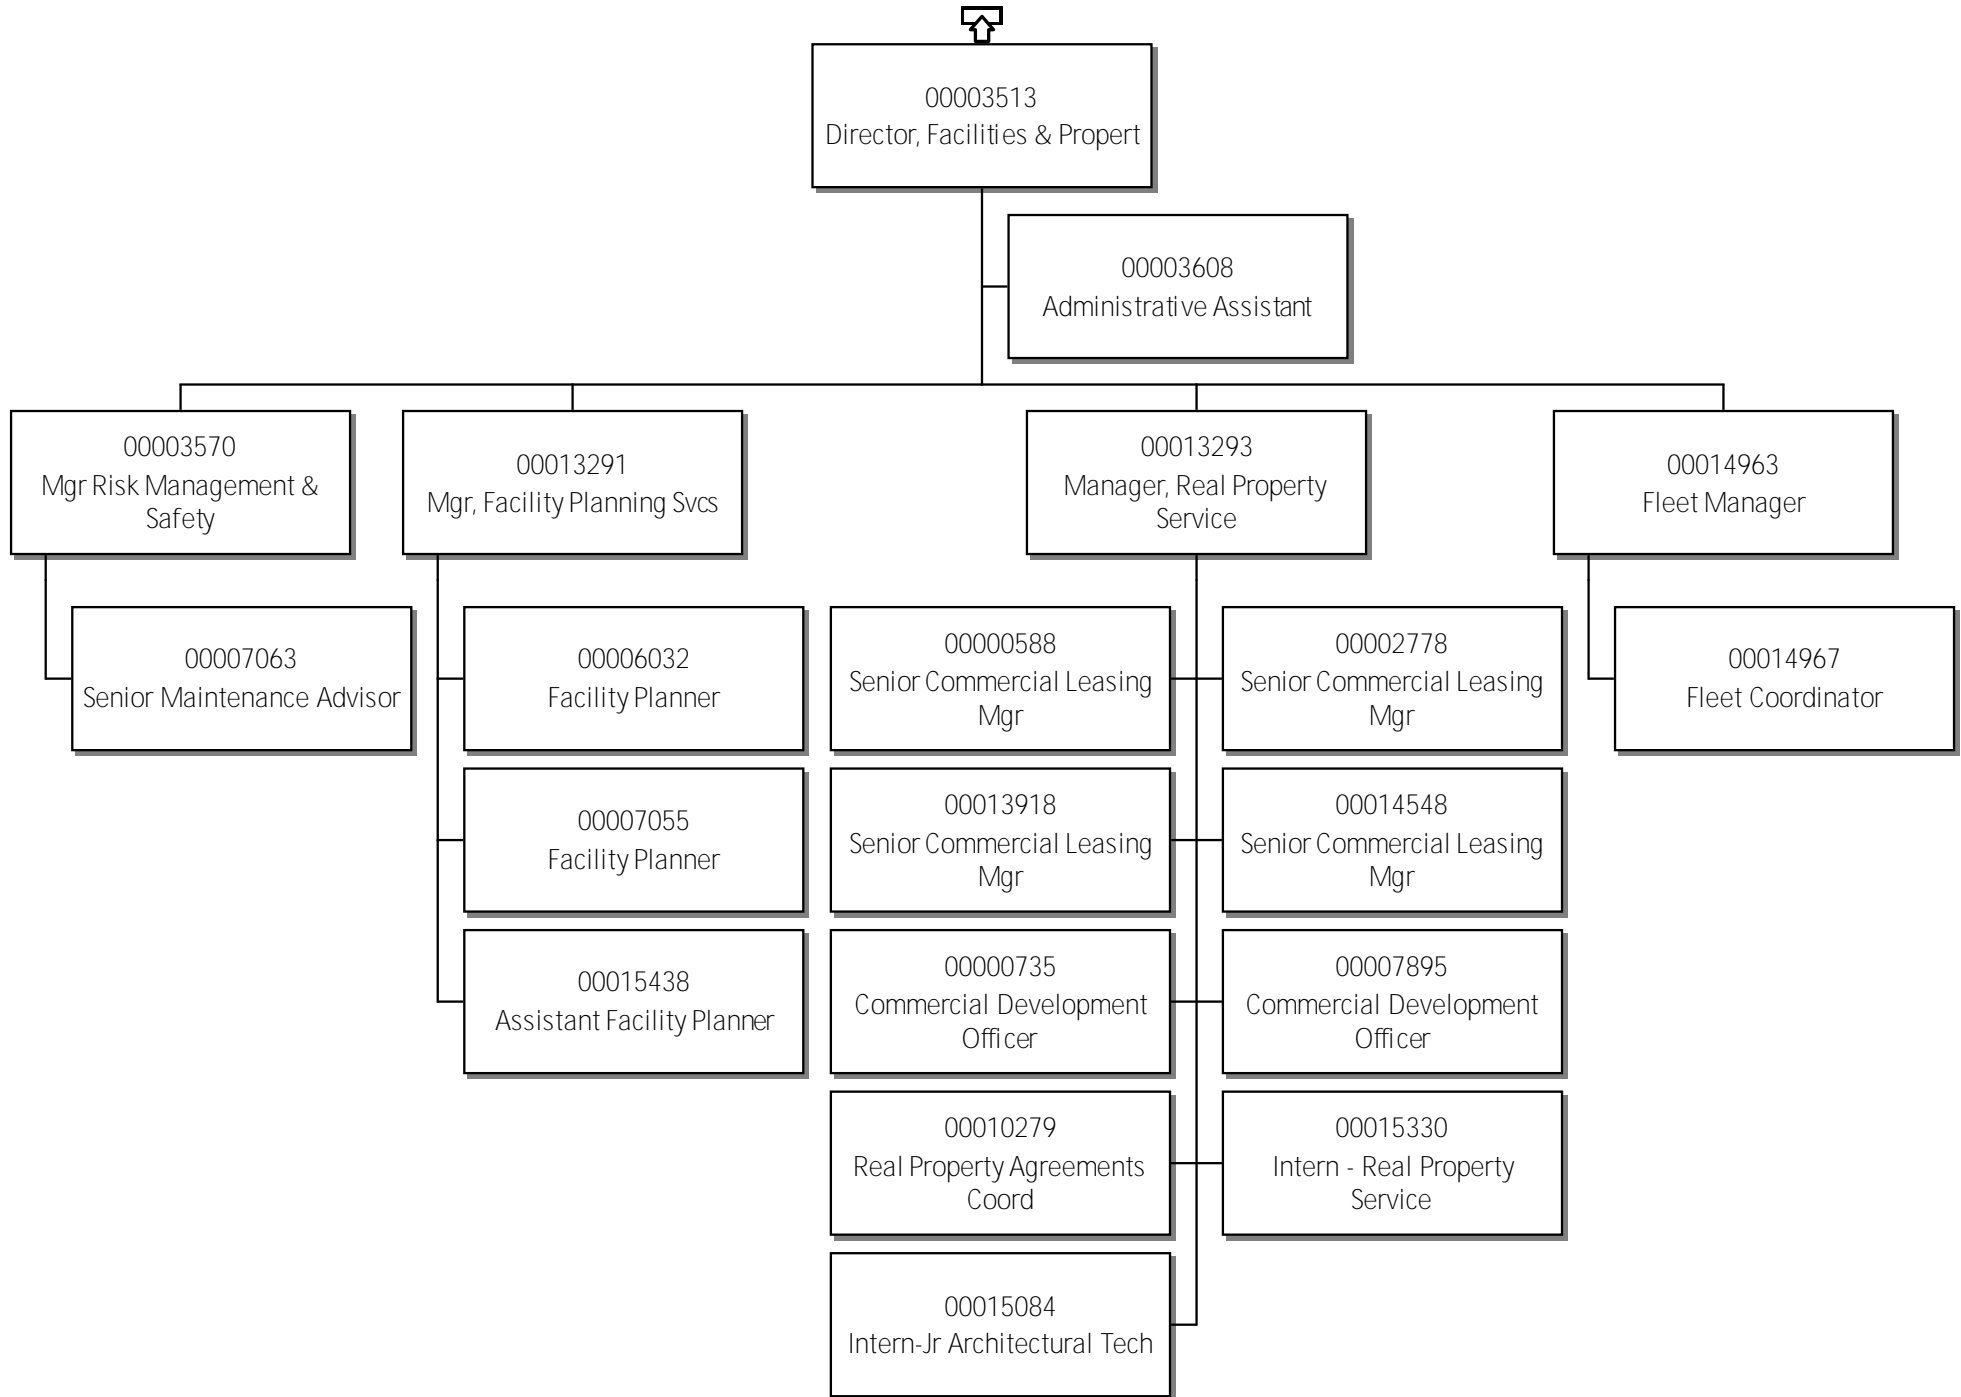 00003513
Director, Facilities & Propert
00003608
Administrative Assistant
00003570
Mgr Risk Management &
Safety
00013291
Mgr, Facility Planning Svcs
00013293
Manager, Real Property
Service
00014963
Fleet Manager
00007063
Senior Maintenance Advisor
00006032
Facility Planner
00000588
Senior Commercial Leasing
Mgr
00002778
Senior Commercial Leasing
Mgr
00014967
Fleet Coordinator
00007055
Facility Planner
00013918
Senior Commercial Leasing
Mgr
00014548
Senior Commercial Leasing
Mgr
00015438
Assistant Facility Planner
00000735
Commercial Development
Officer
00007895
Commercial Development
Officer
00010279
Real Property Agreements
Coord
00015330
Intern - Real Property
Service
00015084
Intern-Jr Architectural Tech